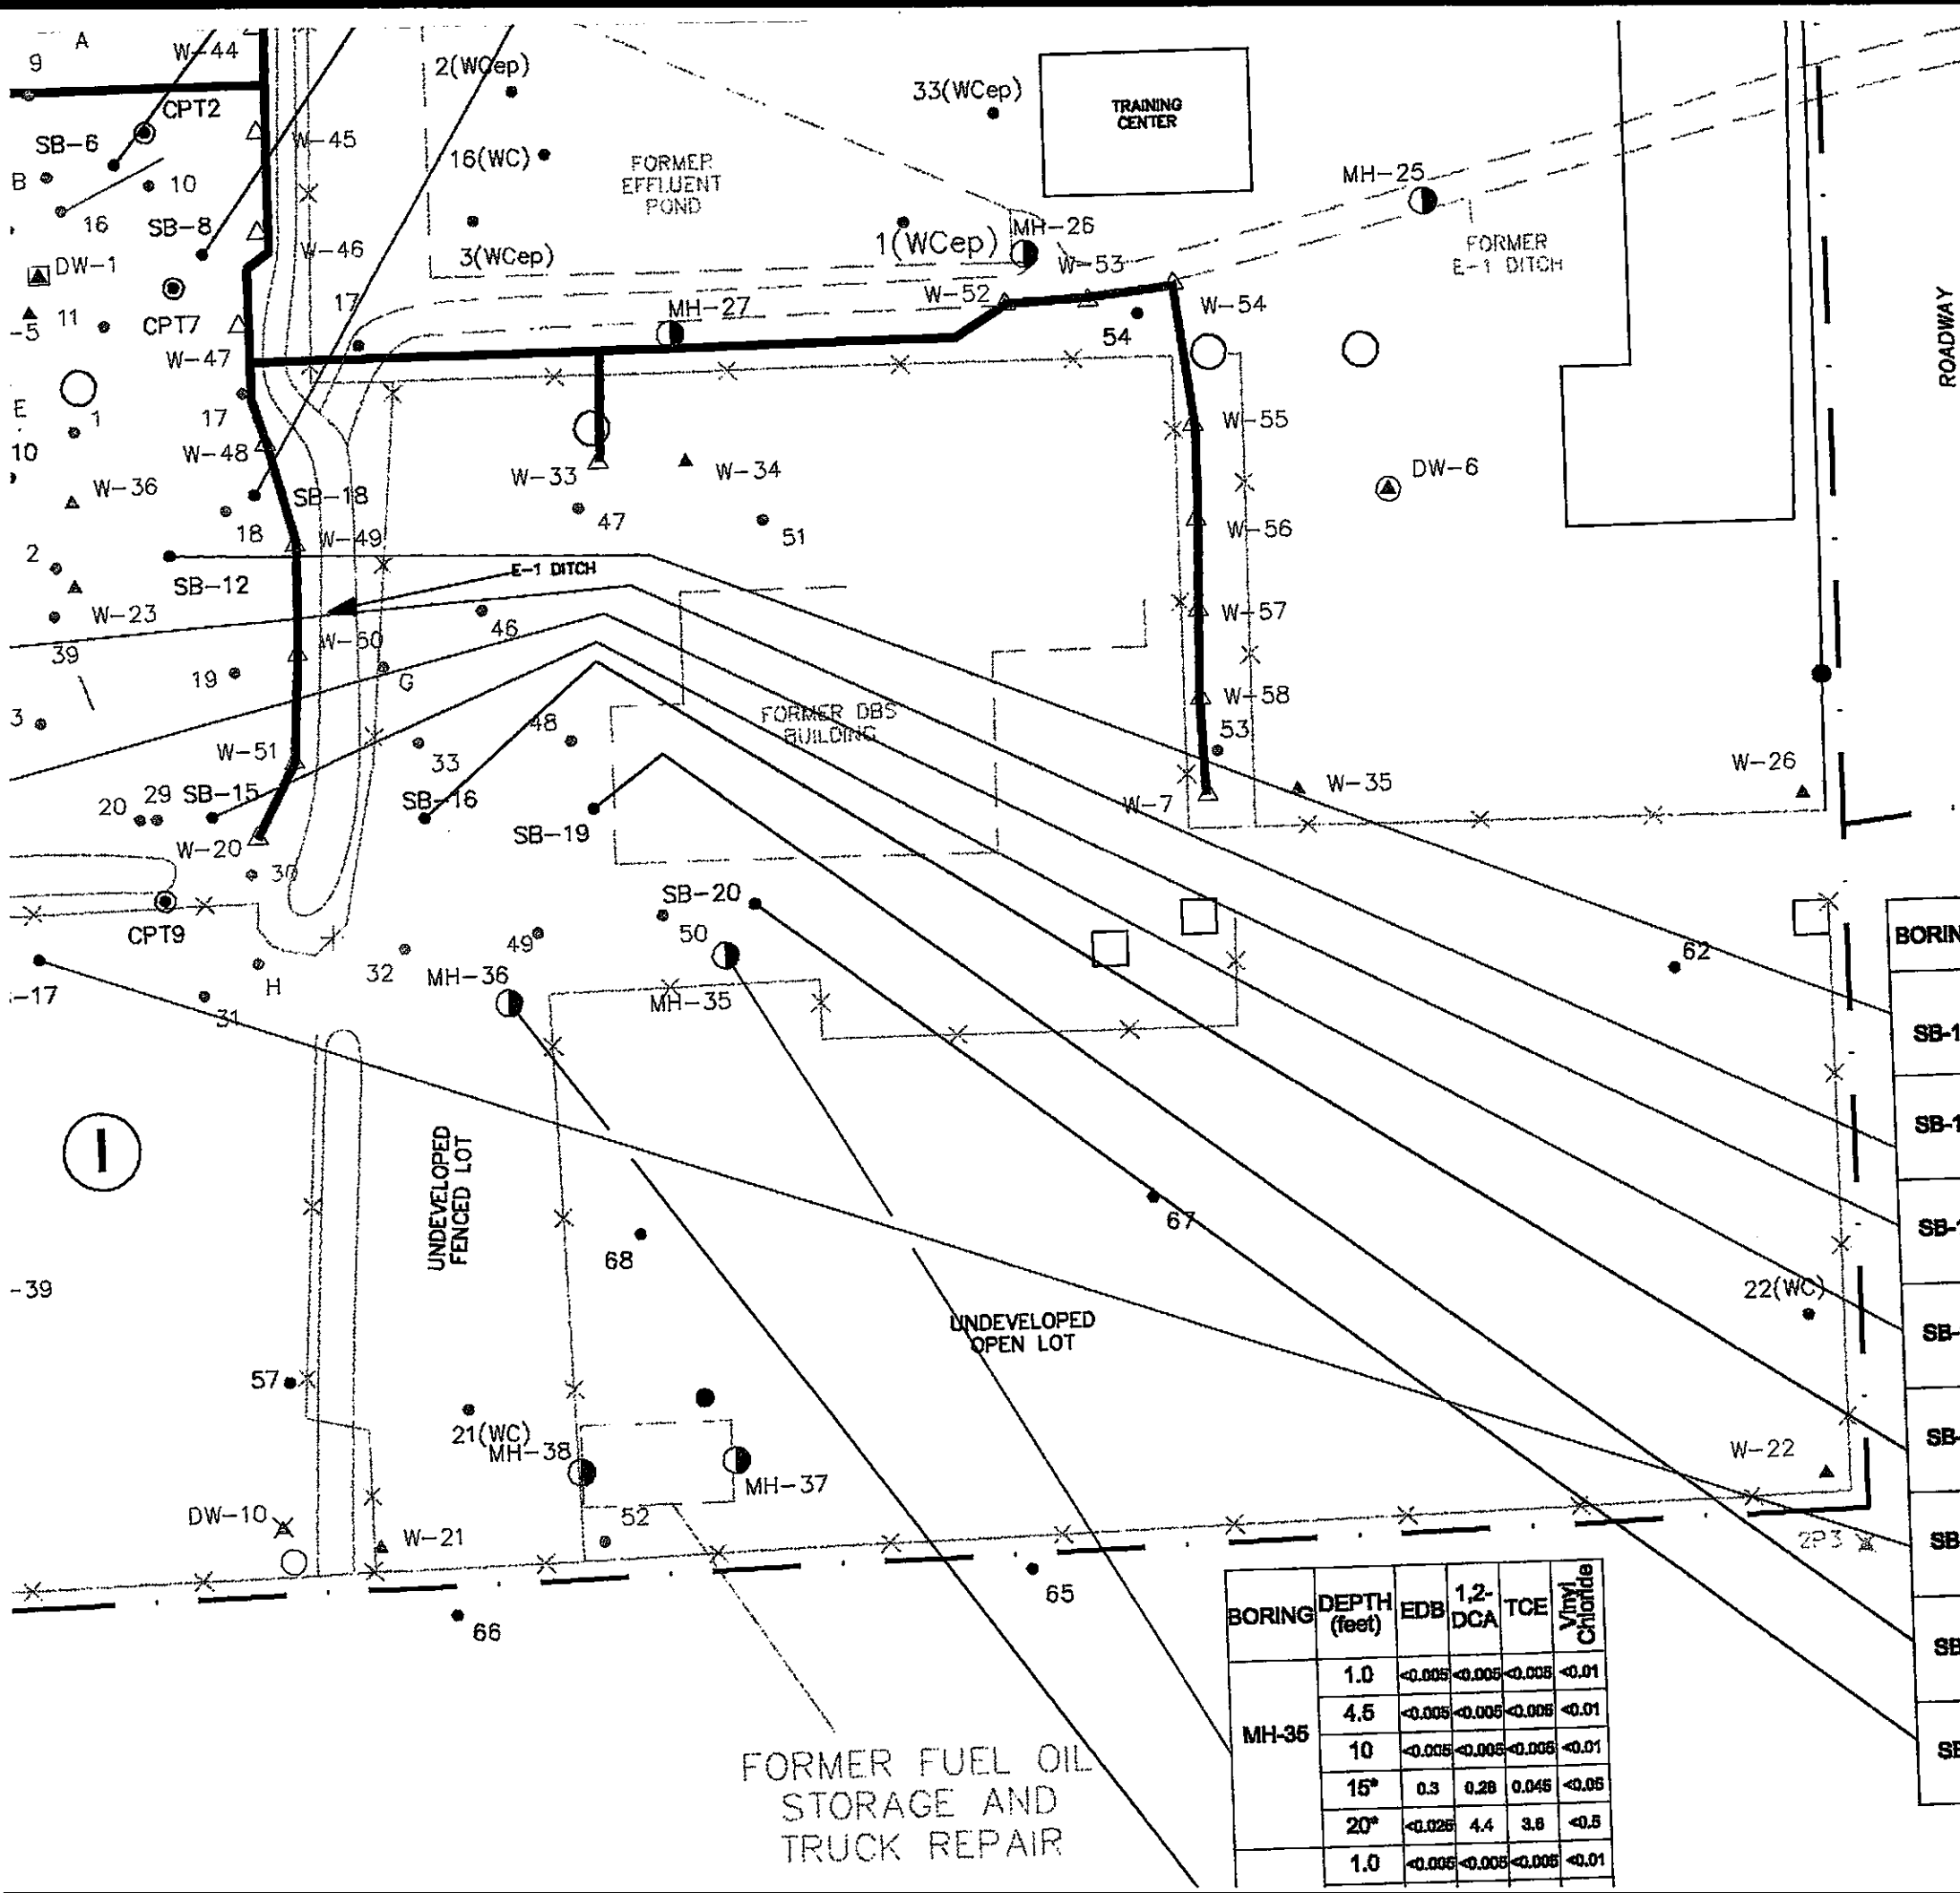 A
W-44
9
2(WCep)
33(WCep)
TRAINING
CENTER
CPT2
SB-6
W-45
16(WC)
FORMER
EFFLUENT
POND
MH-25
B
10
16
SB-8
W-46
3(WCep)
1(WCep)
MH-26
FORMER
E-1 DITCH
DW-1
W-53
W-52
W-54
17
MH-27
54
-5
11
CPT7
W-47
ROADWAY
E
1
17
W-55
10
W-48
W-33
W-34
DW-6
W-36
SB-18
47
51
18
W-49
W-56
2
SB-12
E-1 DITCH
W-23
W-50
46
W-57
39
19
G
W-58
3
48
FORMER DBS
BUILDING
53
W-51
33
W-35
W-26
20
29
SB-15
SB-16
SB-19
W-7
W-20
30
SB-20
CPT9
50
49
62
BORIN
-17
H
32
MH-36
MH-35
31
SB-1
SB-1
I
UNDEVELOPED
FENCED LOT
67
68
SB-1
-39
22(WC)
UNDEVELOPED
OPEN LOT
SB-
57
21(WC)
MH-38
MH-37
W-22
SB-
DW-10
W-21
52
2P3
SB
65
66
BORING DEPTH (feet) EDB 1,2-DCA TCE Vinyl Chloride
SB
MH-35
1.0 <0.005 <0.005 <0.005 <0.01
4.5 <0.005 <0.005 <0.005 <0.01
10 <0.005 <0.005 <0.005 <0.01
15* 0.3 0.28 0.045 <0.05
20* <0.025 4.4 3.6 <0.5
1.0 <0.005 <0.005 <0.005 <0.01
SB
FORMER FUEL OIL
STORAGE AND
TRUCK REPAIR